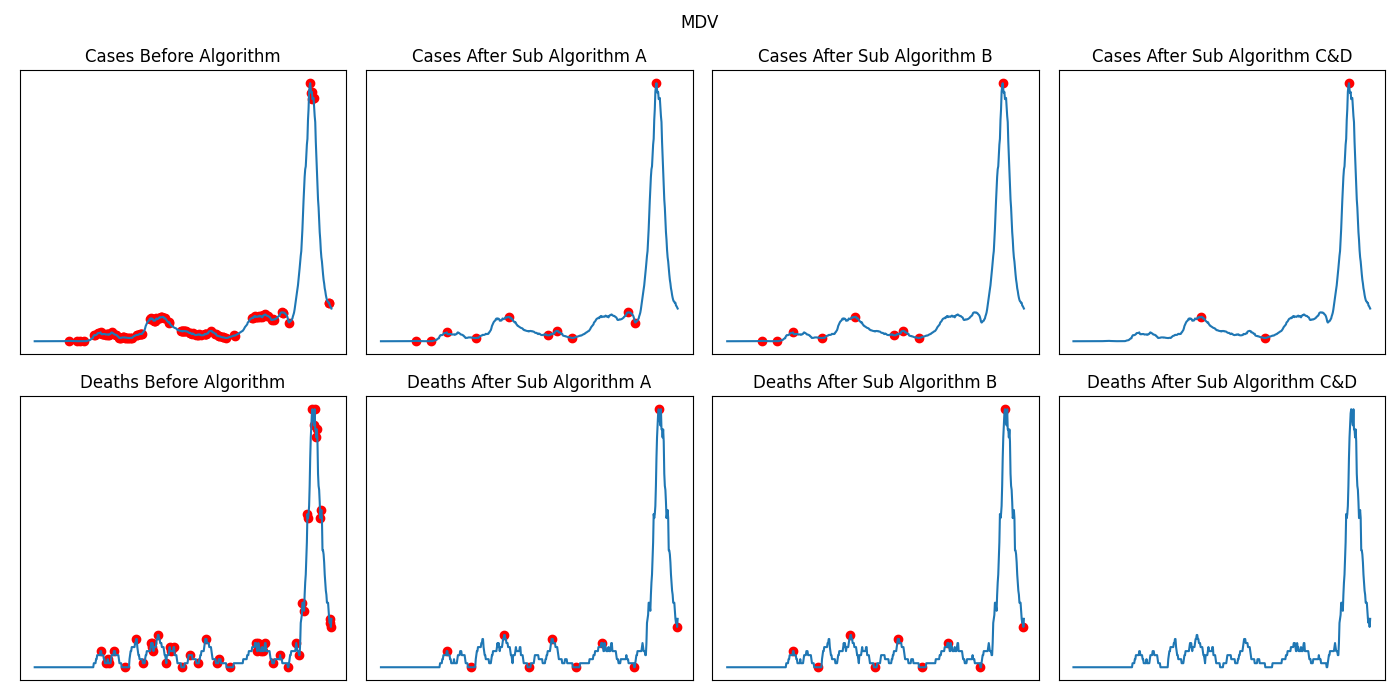 MDV
Cases Before Algorithm
Cases After Sub Algorithm A
Cases After Sub Algorithm B
Cases After Sub Algorithm C&D
Deaths Before Algorithm
Deaths After Sub Algorithm A
Deaths After Sub Algorithm B
Deaths After Sub Algorithm C&D